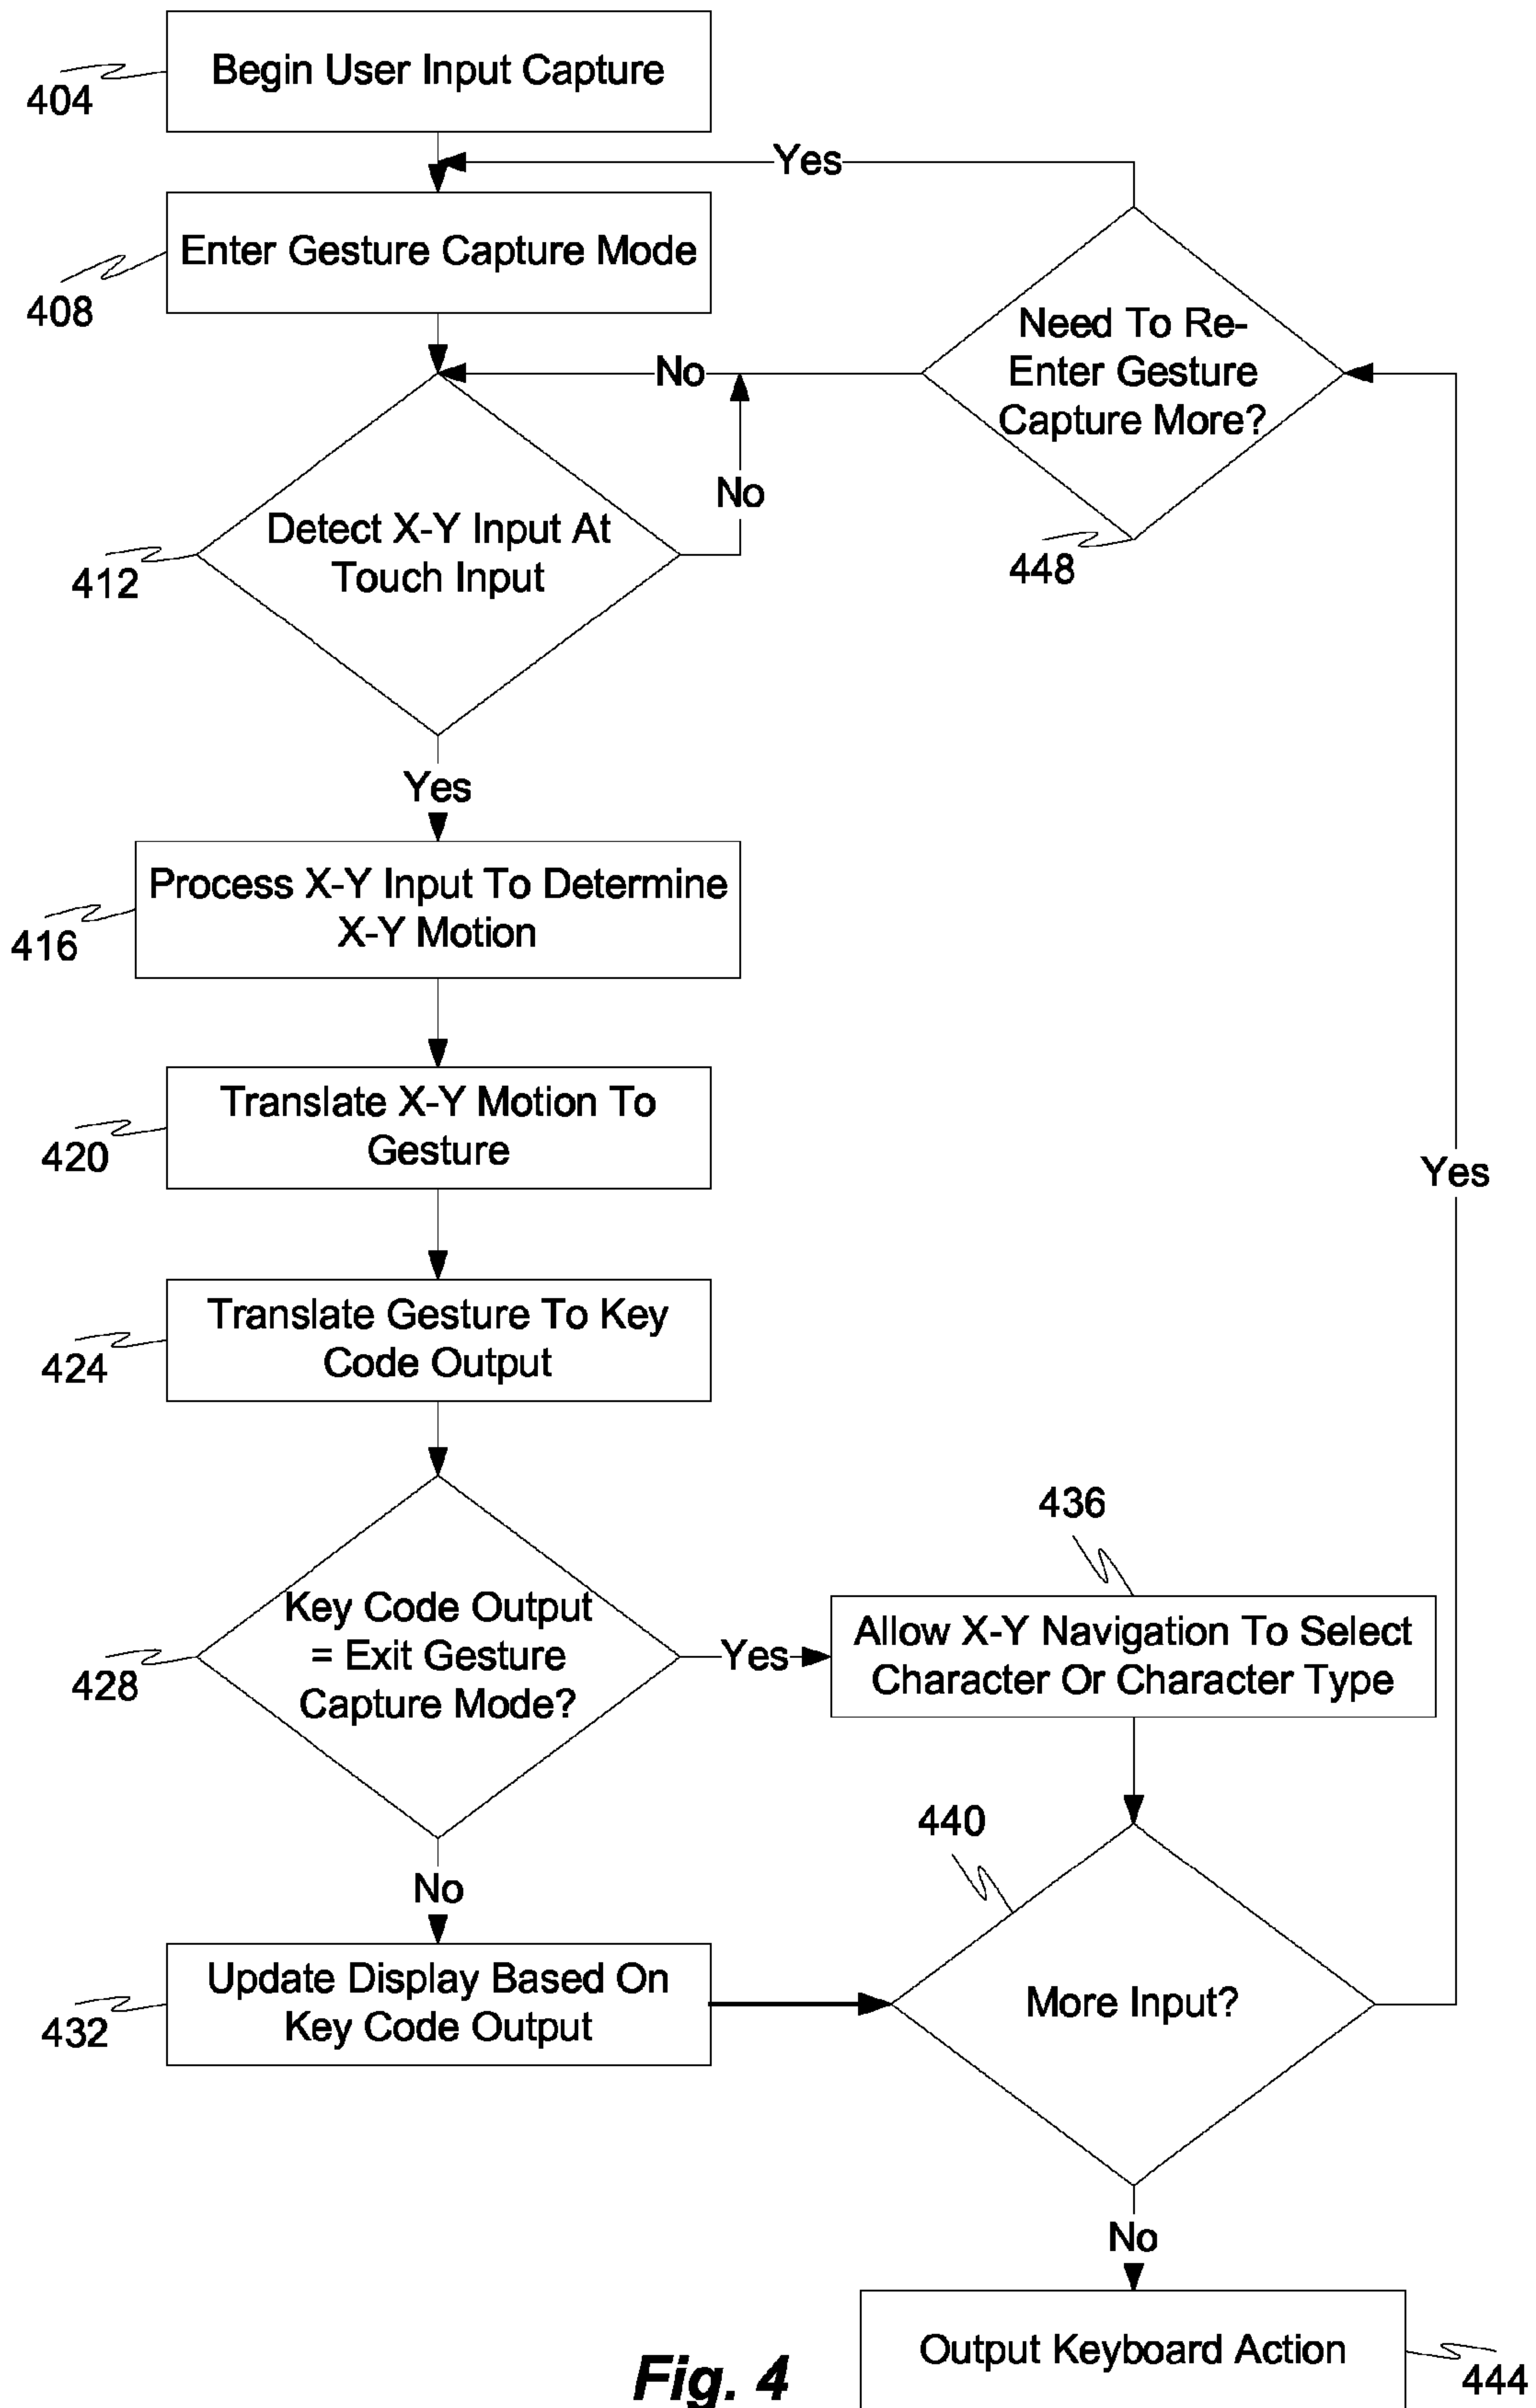 Begin User Input Capture
404
Yes
Enter Gesture Capture Mode
408
Need To Re-
Enter Gesture
Capture More?
No
No
448
Detect X-Y Input At
Touch Input
412
Yes
Process X-Y Input To Determine
X-Y Motion
416
Translate X-Y Motion To
Gesture
420
Yes
Translate Gesture To Key
Code Output
424
436
Key Code Output
= Exit Gesture
Capture Mode?
428
Yes
Allow X-Y Navigation To Select
Character Or Character Type
440
No
Update Display Based On
Key Code Output
432
More Input?
No
Output Keyboard Action
444
Fig. 4